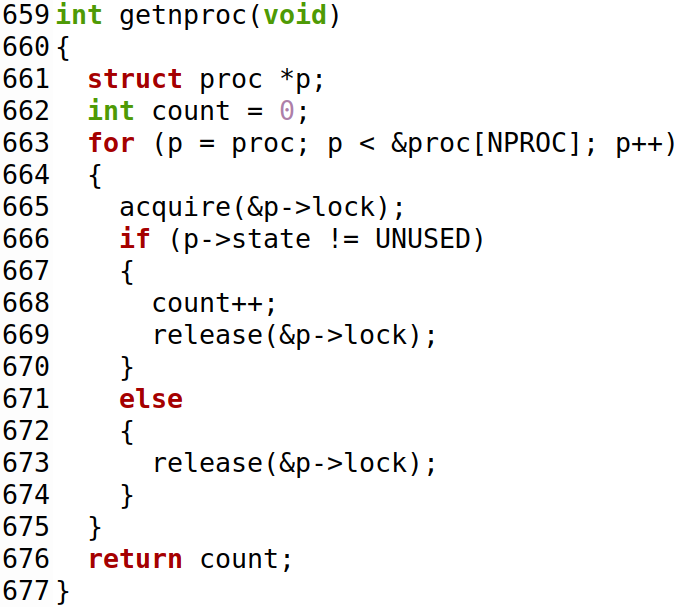 659 int getnproc(void)
660 {
661   struct proc *p;
662   int count = 0;
663   for (p = proc; p < &proc[NPROC]; p++)
664   {
665     acquire(&p->lock);
666     if (p->state != UNUSED)
667     {
668       count++;
669       release(&p->lock);
670     }
671     else
672     {
673       release(&p->lock);
674     }
675   }
676   return count;
677 }